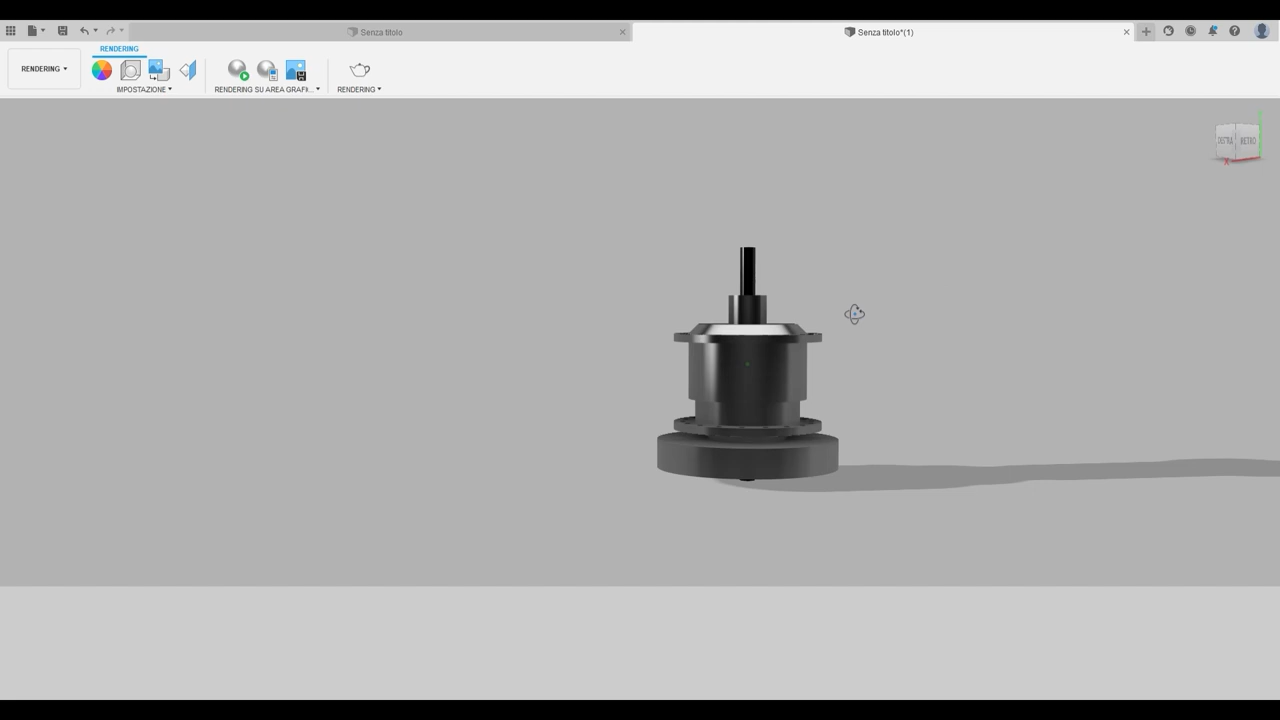 Senza titolo
Senza titolo*(1)
RENDERING
RENDERING
IMPOSTAZIONE
RENDERING SU AREA GRAFI...
RENDERING
DESTRA
RETRO
X